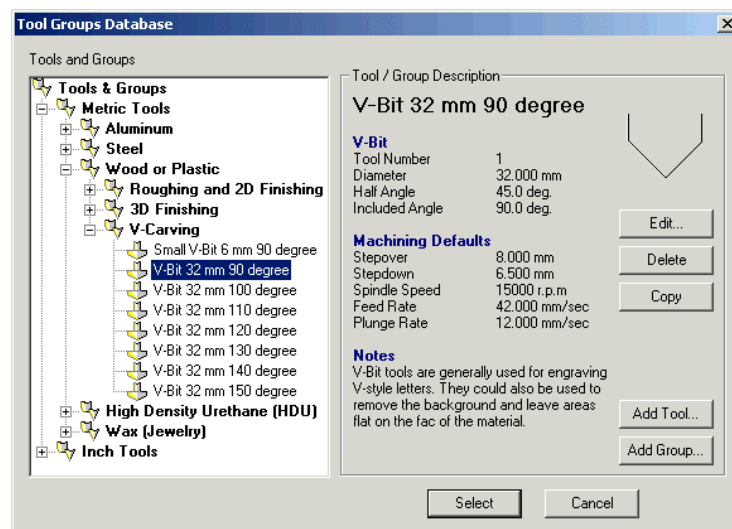 Tool Groups Database
Tools and Groups
Tools & Groups
Metric Tools
Aluminum
Steel
Wood or Plastic
Roughing and 2D Finishing
3D Finishing
V-Carving
Small V-Bit 6 mm 90 degree
V-Bit 32 mm 90 degree
V-Bit 32 mm 100 degree
V-Bit 32 mm 110 degree
V-Bit 32 mm 120 degree
V-Bit 32 mm 130 degree
V-Bit 32 mm 140 degree
V-Bit 32 mm 150 degree
High Density Urethane (HDU)
Wax (Jewelry)
Inch Tools
Tool / Group Description
V-Bit 32 mm 90 degree
V-Bit
Tool Number 1
Diameter 32.000 mm
Half Angle 45.0 deg.
Included Angle 90.0 deg.
Machining Defaults
Stepover 8.000 mm
Stepdown 6.500 mm
Spindle Speed 15000 r.p.m
Feed Rate 42.000 mm/sec
Plunge Rate 12.000 mm/sec
Notes
V-Bit tools are generally used for engraving
V-style letters. They could also be used to
remove the background and leave areas
flat on the fac of the material.
Edit...
Delete
Copy
Add Tool...
Add Group...
Select
Cancel